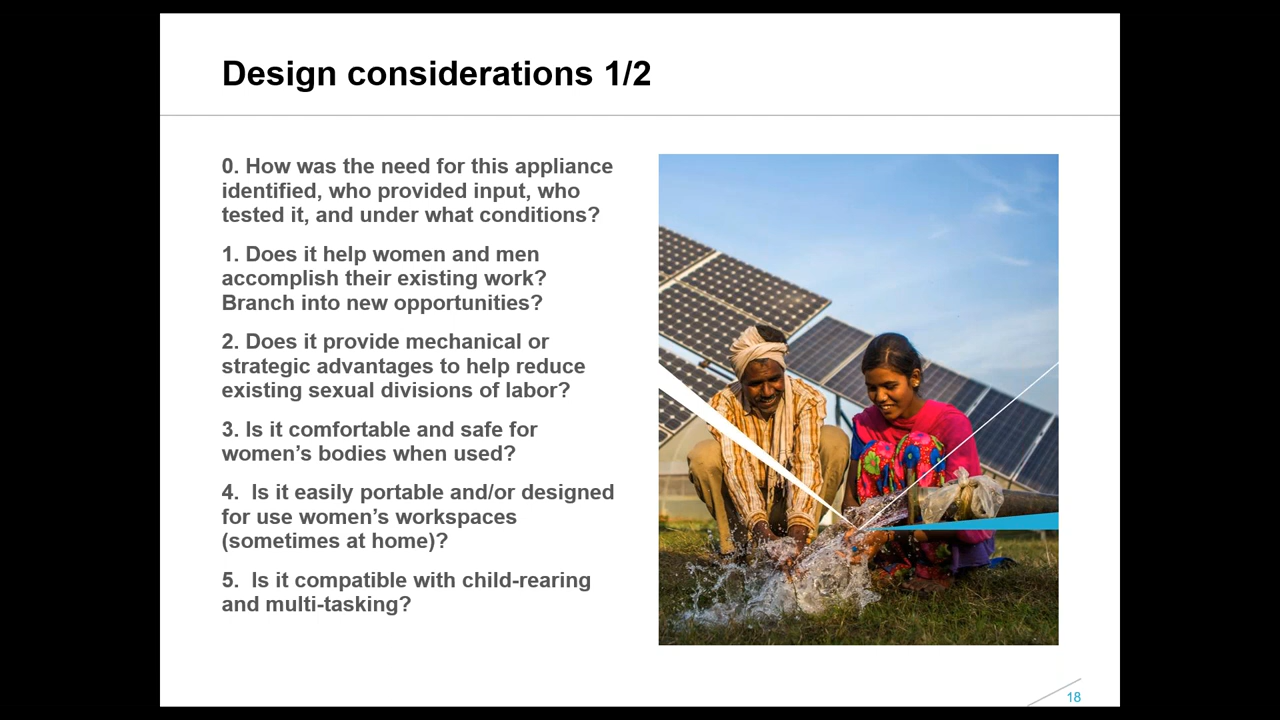 Design considerations 1/2
0. How was the need for this appliance
identified, who provided input, who
tested it, and under what conditions?
1. Does it help women and men
accomplish their existing work?
Branch into new opportunities?
2. Does it provide mechanical or
strategic advantages to help reduce
existing sexual divisions of labor?
3. Is it comfortable and safe for
women’s bodies when used?
4.  Is it easily portable and/or designed
for use women’s workspaces
(sometimes at home)?
5.  Is it compatible with child-rearing
and multi-tasking?
18